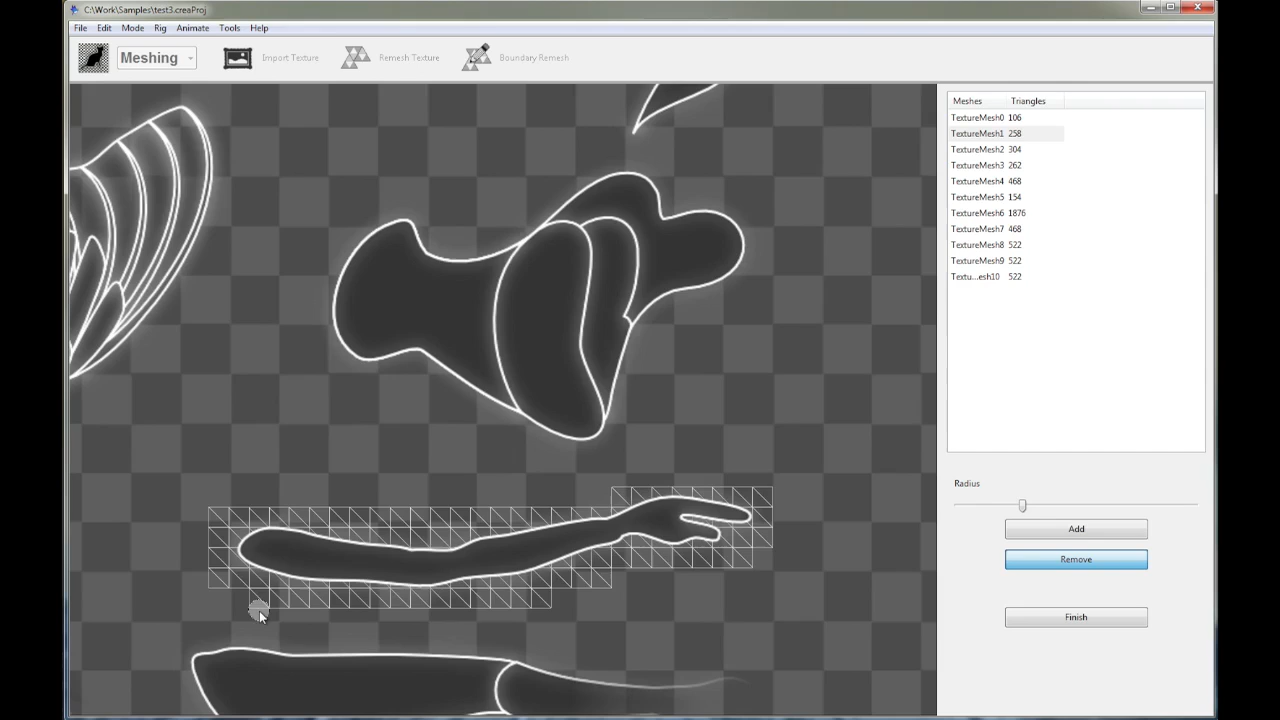 C:\Work\Samples\test3.creaProj
File Edit Mode Rig Animate Tools Help
Meshing Import Texture Remesh Texture Boundary Remesh
Meshes Triangles
TextureMesh0 106
TextureMesh1 258
TextureMesh2 304
TextureMesh3 262
TextureMesh4 468
TextureMesh5 154
TextureMesh6 1876
TextureMesh7 468
TextureMesh8 522
TextureMesh9 522
Textu...esh10 522
Radius
Add
Remove
Finish